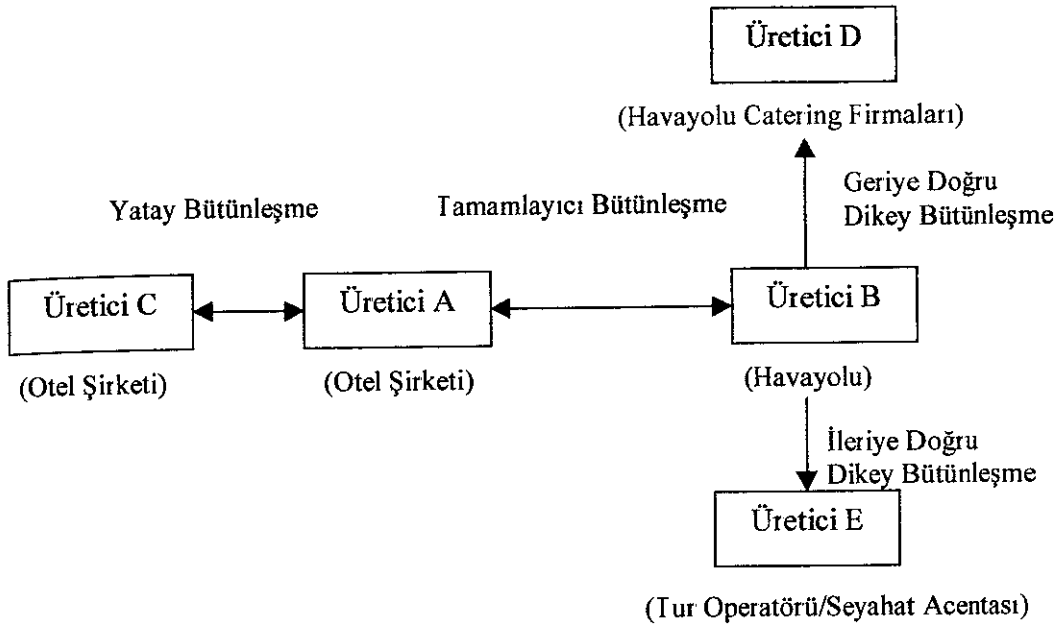 Üretici D
(Havayolu Catering Firmaları)
Geriye Doğru
Dikey Bütünleşme
Yatay Bütünleşme
Tamamlayıcı Bütünleşme
Üretici C
Üretici A
Üretici B
(Otel Şirketi)
(Otel Şirketi)
(Havayolu)
İleriye Doğru
Dikey Bütünleşme
Üretici E
(Tur Operatörü/Seyahat Acentası)